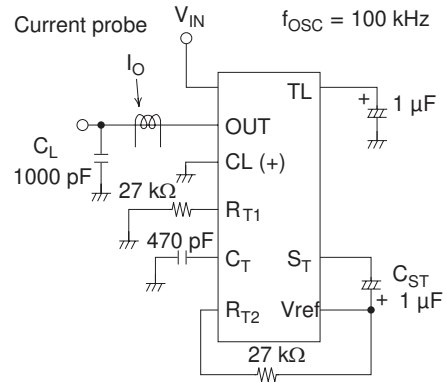 Current probe
V_IN
f_OSC = 100 kHz
I_O
TL
+
1 μF
OUT
C_L
1000 pF
CL (+)
27 kΩ
R_T1
470 pF
C_T
S_T
C_ST
+ 1 μF
R_T2
Vref
27 kΩ